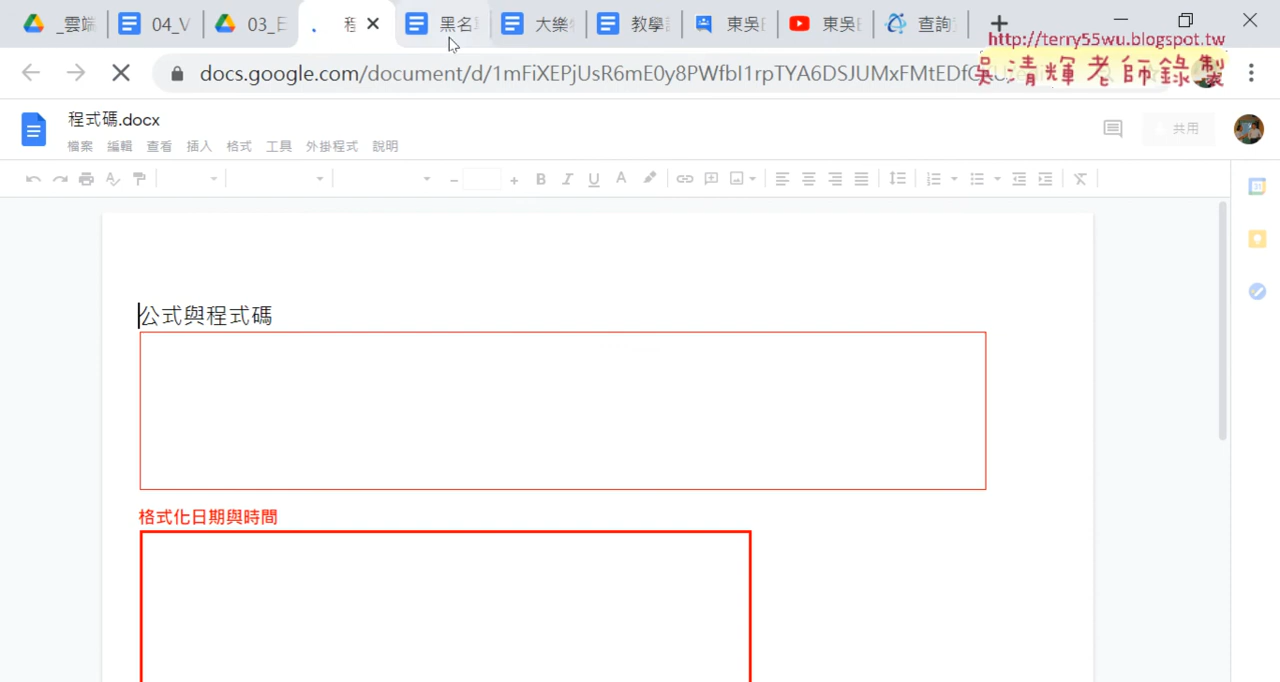 _雲端
04_V
03_E
程
黑名
大樂
教學
東吳
東吳
查詢
http://terry55wu.blogspot.tw
吳清輝老師錄製
docs.google.com/document/d/1mFiXEPjUsR6mE0y8PWfbI1rpTYA6DSJUMxFMtEDf
程式碼.docx
檔案 編輯 查看 插入 格式 工具 外掛程式 說明
共用
公式與程式碼
格式化日期與時間